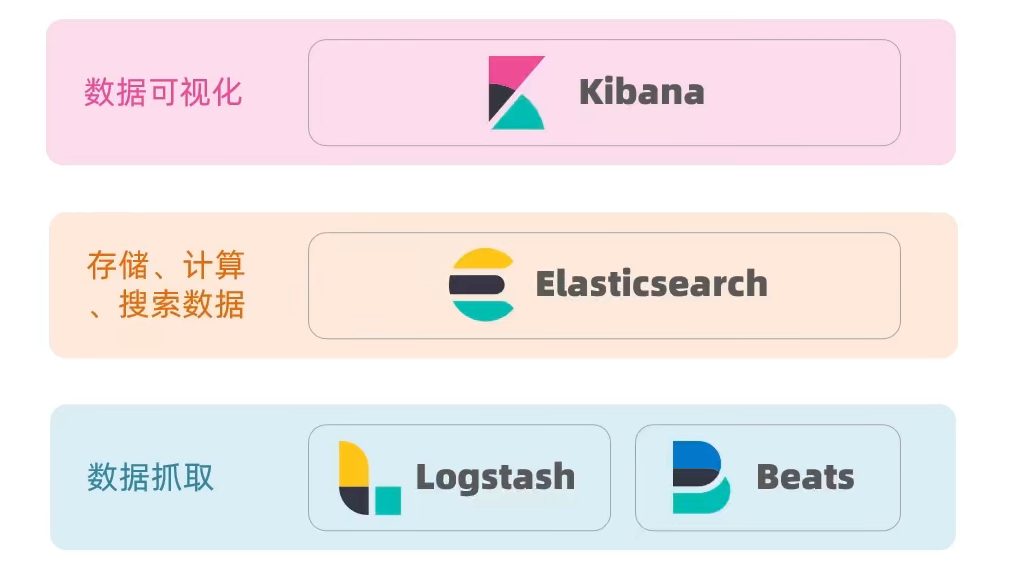 数据可视化
Kibana
存储、计算
、搜索数据
Elasticsearch
数据抓取
Logstash
Beats